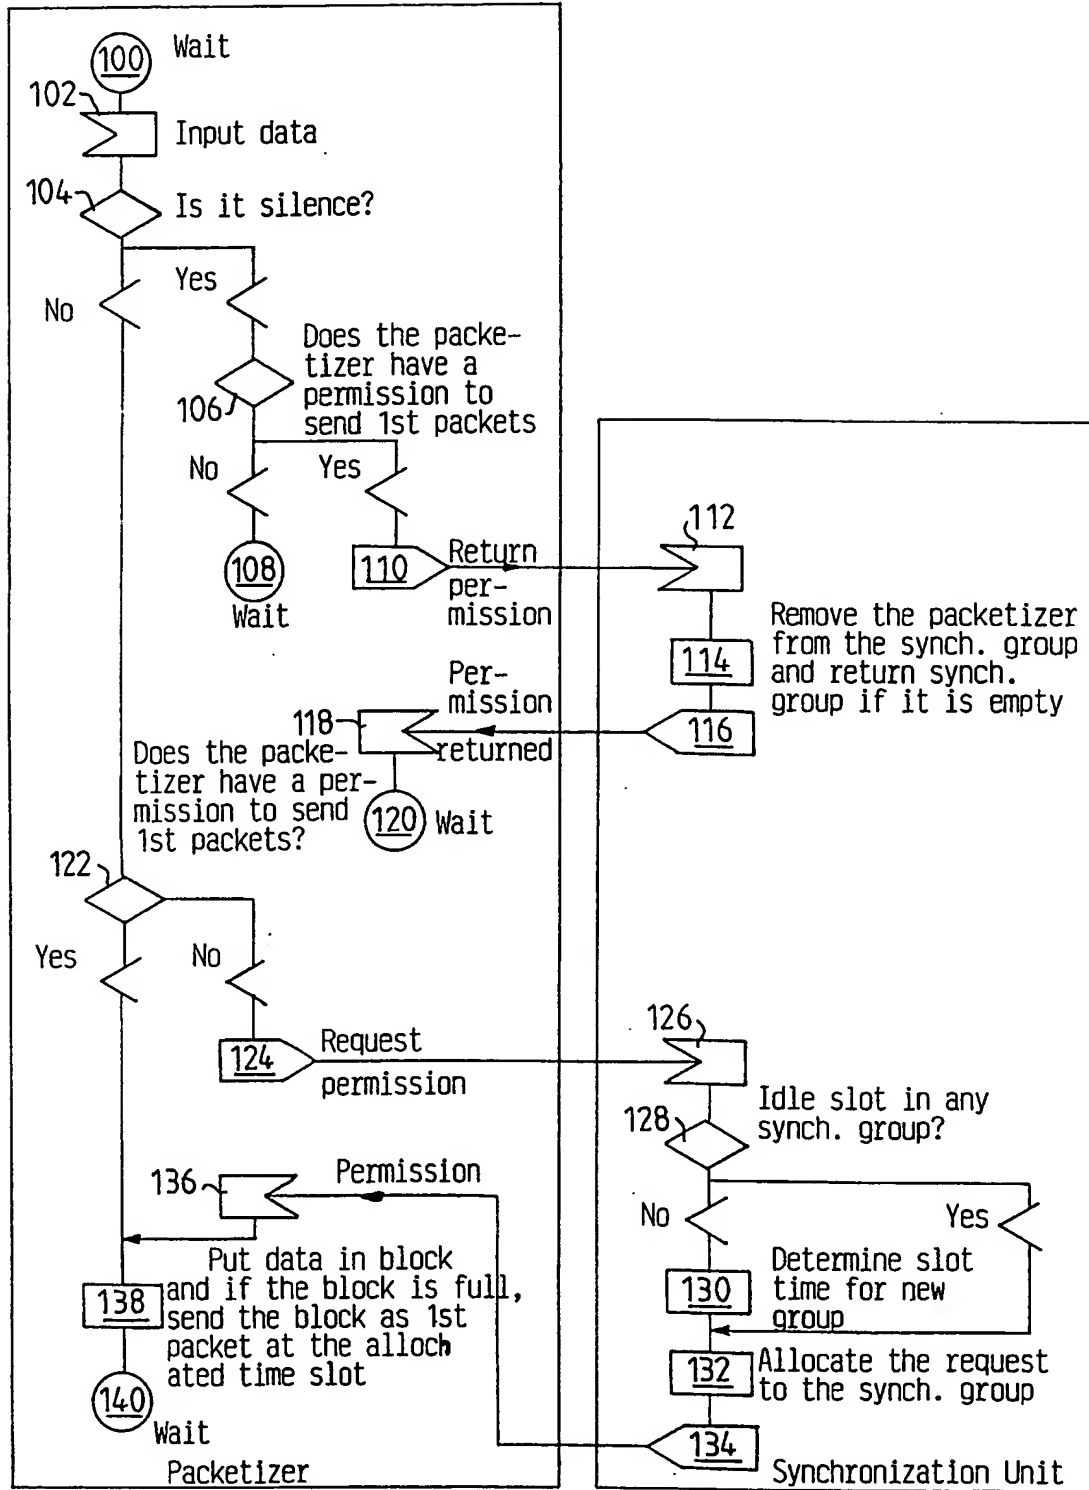 100
Wait
102
Input data
104
Is it silence?
No
Yes
Does the packe-
tizer have a
permission to
send 1st packets
106
No
Yes
108
Wait
110
Return
per-
mission
112
114
Remove the packetizer
from the synch. group
and return synch.
group if it is empty
116
Per-
mission
returned
118
Does the packe-
tizer have a per-
mission to send
1st packets?
120
Wait
122
Yes
No
124
Request
permission
126
128
Idle slot in any
synch. group?
No
Yes
130
Determine slot
time for new
group
132
Allocate the request
to the synch. group
134
136
Permission
138
Put data in block
and if the block is full,
send the block as 1st
packet at the alloch
ated time slot
140
Wait
Packetizer
Synchronization Unit